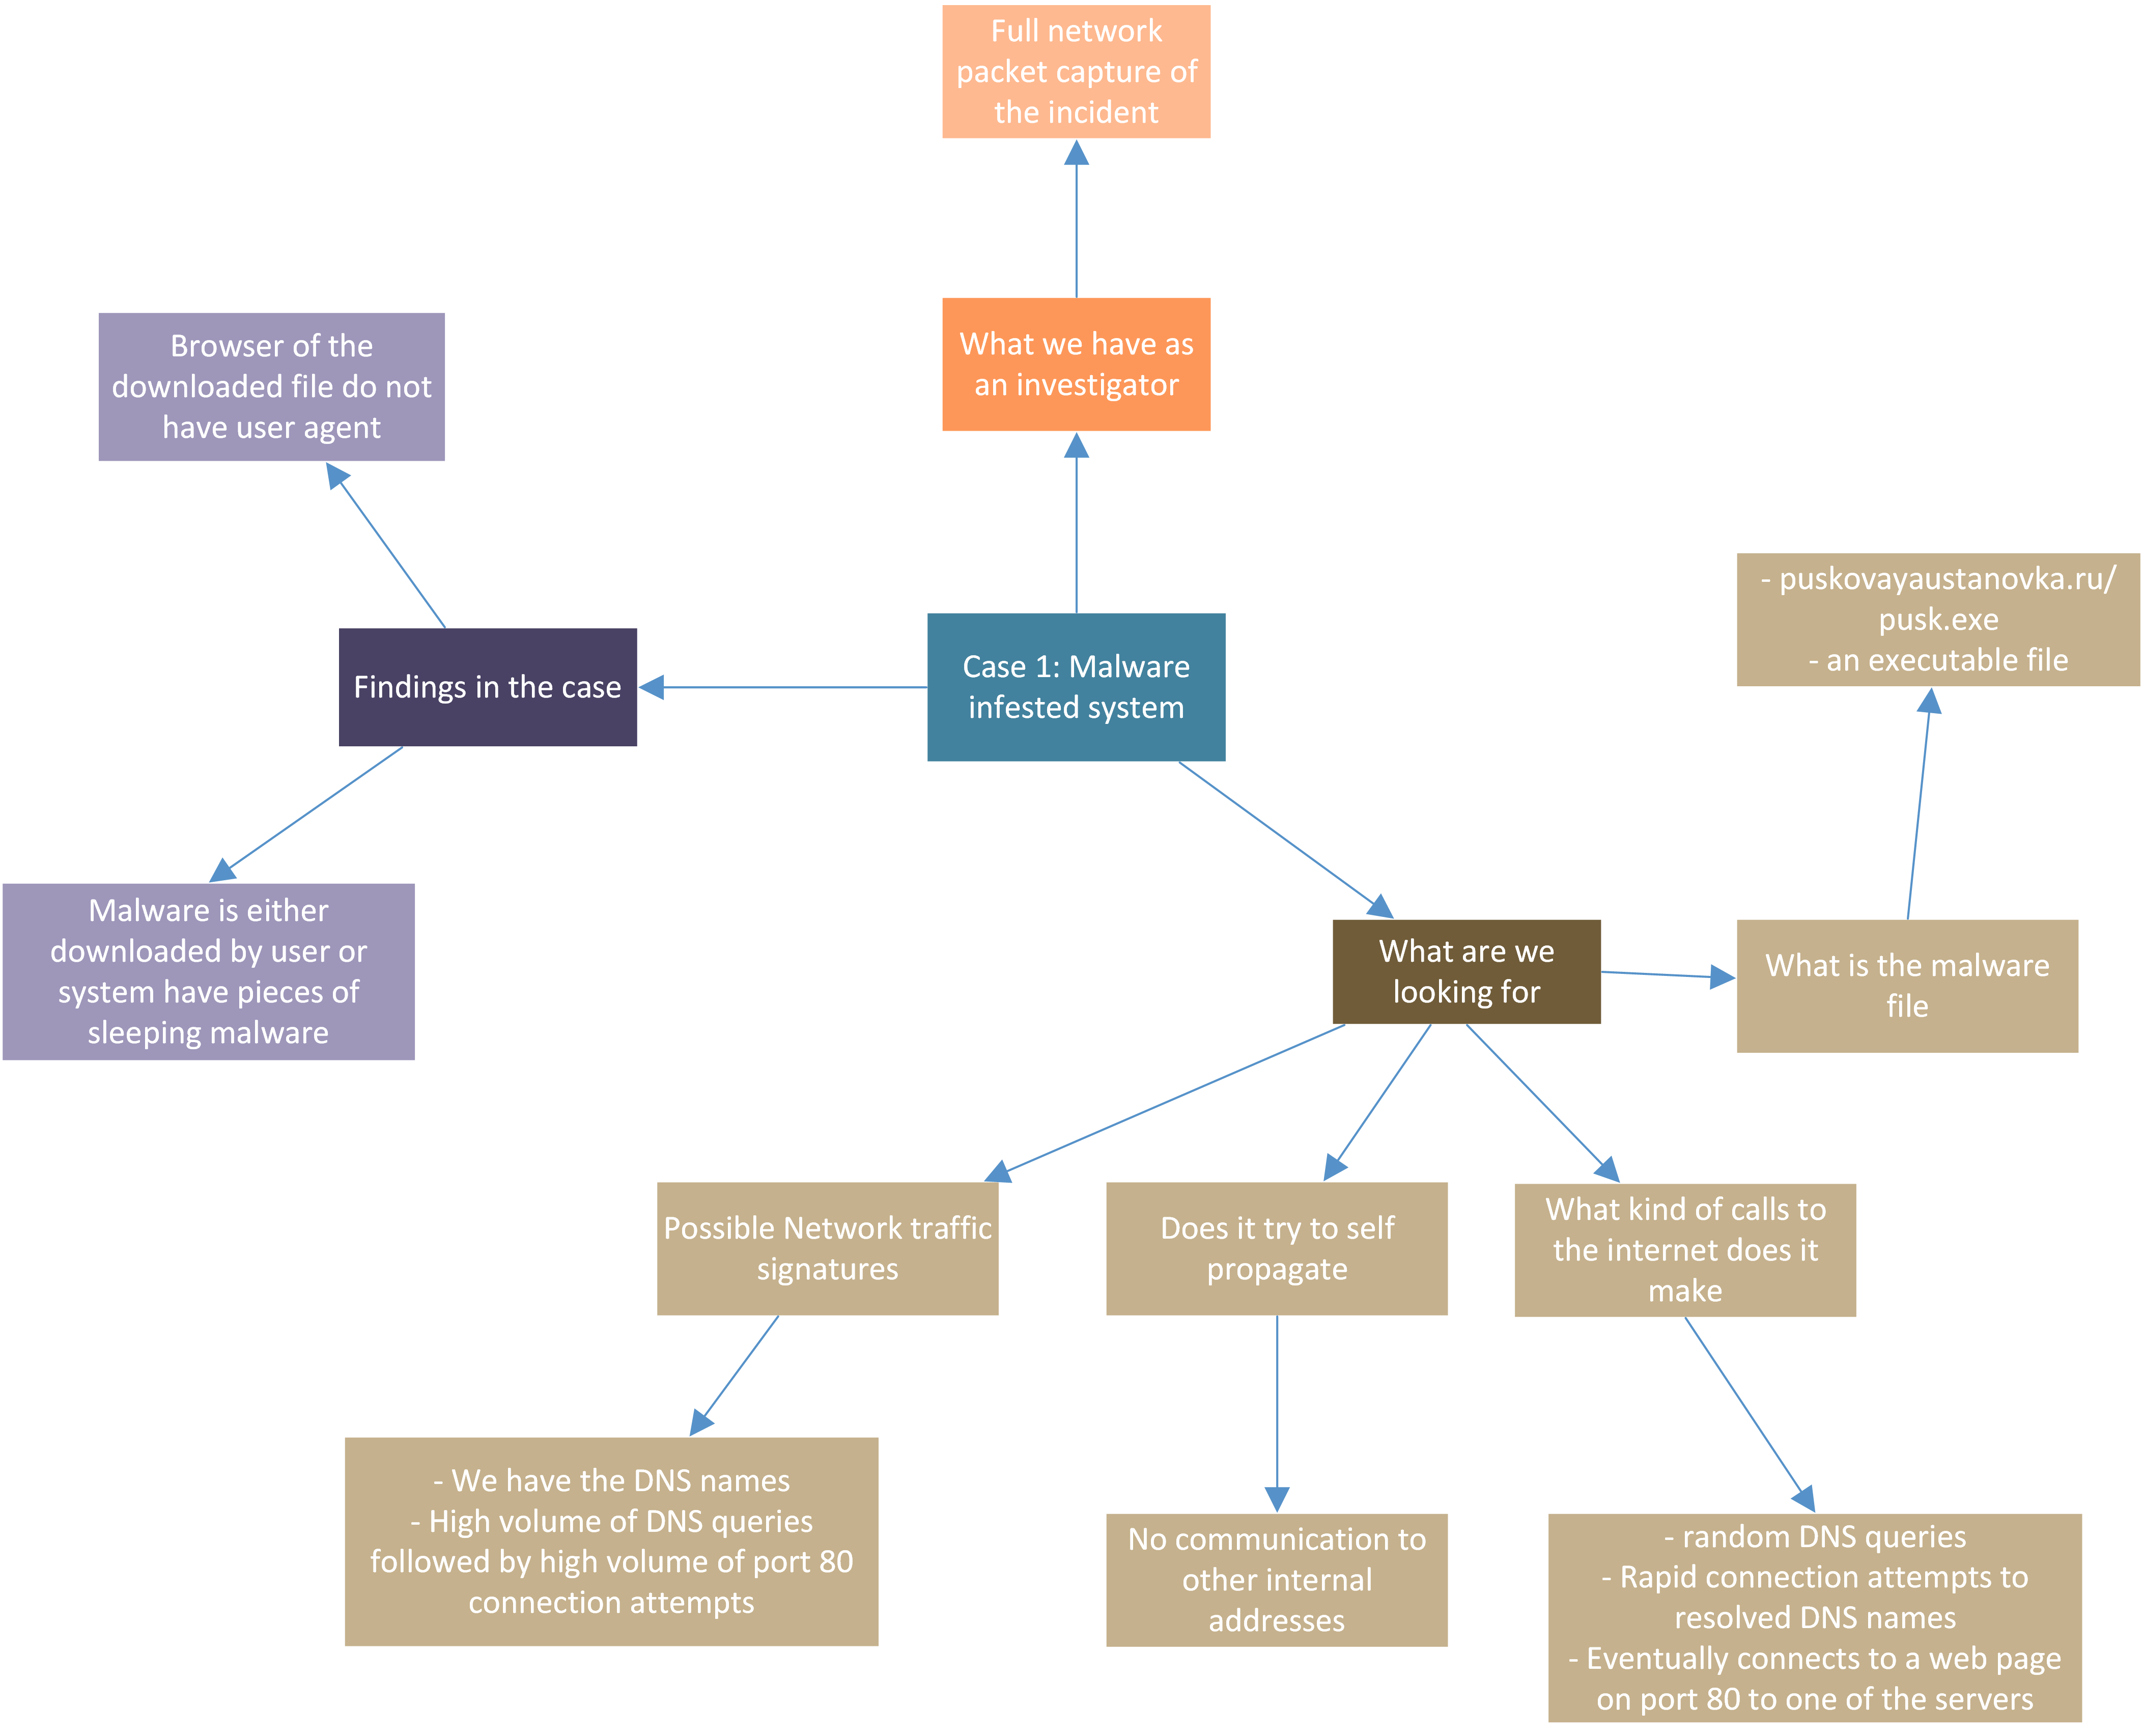 Full network
packet capture of
the incident
What we have as
an investigator
Browser of the
downloaded file do not
have user agent
- puskovayaustanovka.ru/
pusk.exe
- an executable file
Findings in the case
Case 1: Malware
infested system
Malware is either
downloaded by user or
system have pieces of
sleeping malware
What are we
looking for
What is the malware
file
Possible Network traffic
signatures
Does it try to self
propagate
What kind of calls to
the internet does it
make
- We have the DNS names
- High volume of DNS queries
followed by high volume of port 80
connection attempts
No communication to
other internal
addresses
- random DNS queries
- Rapid connection attempts to
resolved DNS names
- Eventually connects to a web page
on port 80 to one of the servers